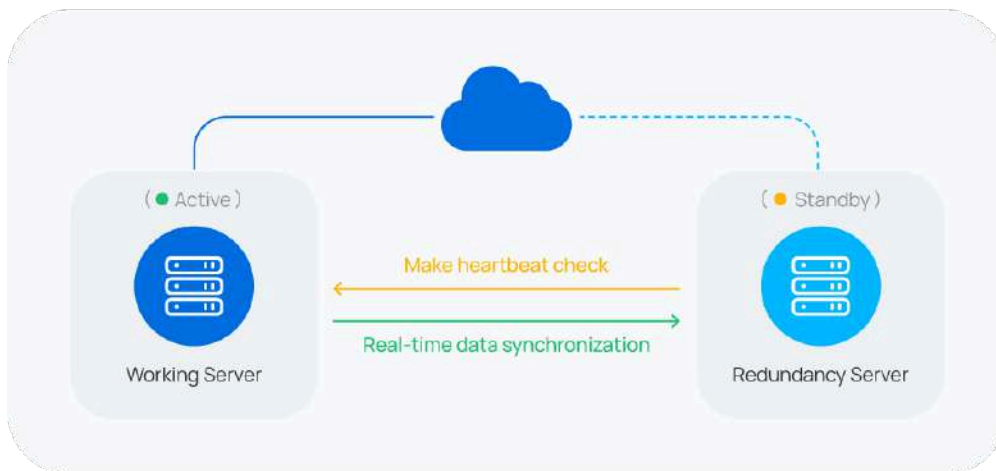 ( ● Active )
( ● Standby )
Make heartbeat check
Real-time data synchronization
Working Server
Redundancy Server